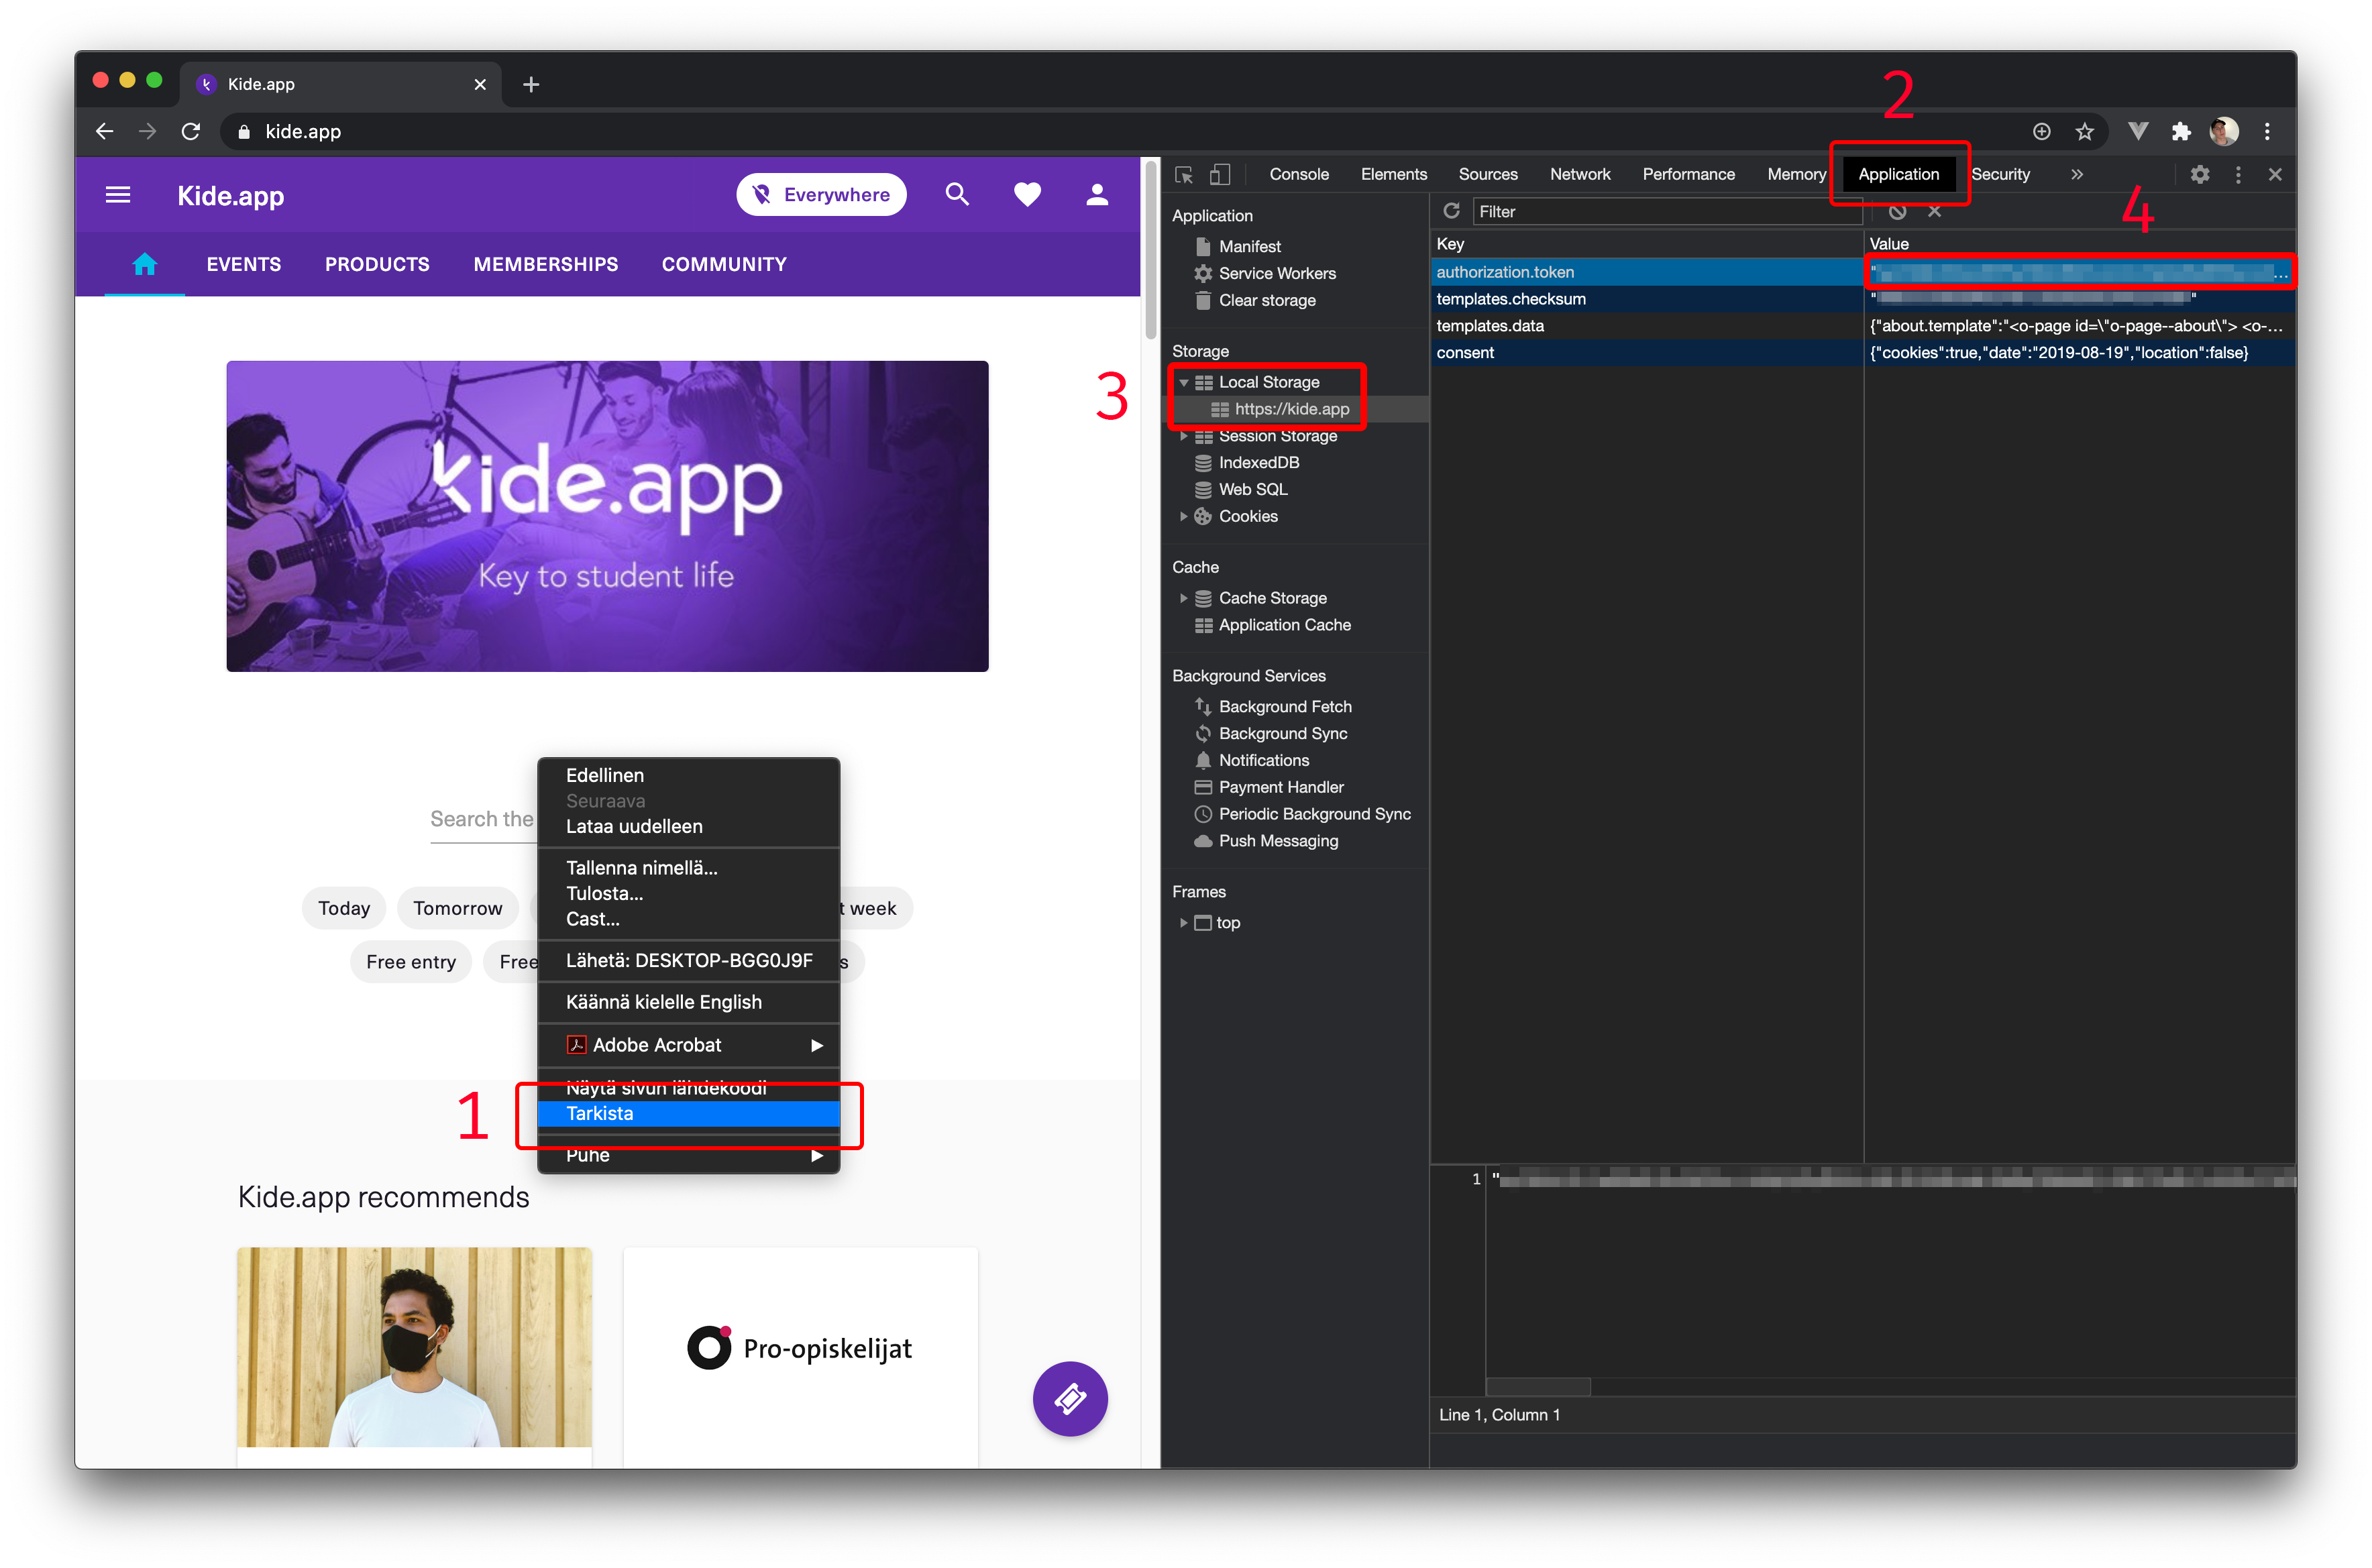 Kide.app
kide.app
2
Kide.app
Everywhere
EVENTS
PRODUCTS
MEMBERSHIPS
COMMUNITY
kide.app
Key to student life
Search the
Today
Tomorrow
t week
Free entry
Free
s
Edellinen
Seuraava
Lataa uudelleen
Tallenna nimellä...
Tulosta...
Cast...
Lähetä: DESKTOP-BGG0J9F
Käännä kielelle English
Adobe Acrobat
Näytä sivun lähdekoodi
1
Tarkista
Puhe
Kide.app recommends
Pro-opiskelijat
Console
Elements
Sources
Network
Performance
Memory
Application
Security
4
Application
Manifest
Service Workers
Clear storage
Storage
3
Local Storage
https://kide.app
Session Storage
IndexedDB
Web SQL
Cookies
Cache
Cache Storage
Application Cache
Background Services
Background Fetch
Background Sync
Notifications
Payment Handler
Periodic Background Sync
Push Messaging
Frames
top
Filter
Key
Value
authorization.token
templates.checksum
templates.data
{"about.template":"<o-page id=\"o-page--about\"> <o-...
consent
{"cookies":true,"date":"2019-08-19","location":false}
1 "
Line 1, Column 1